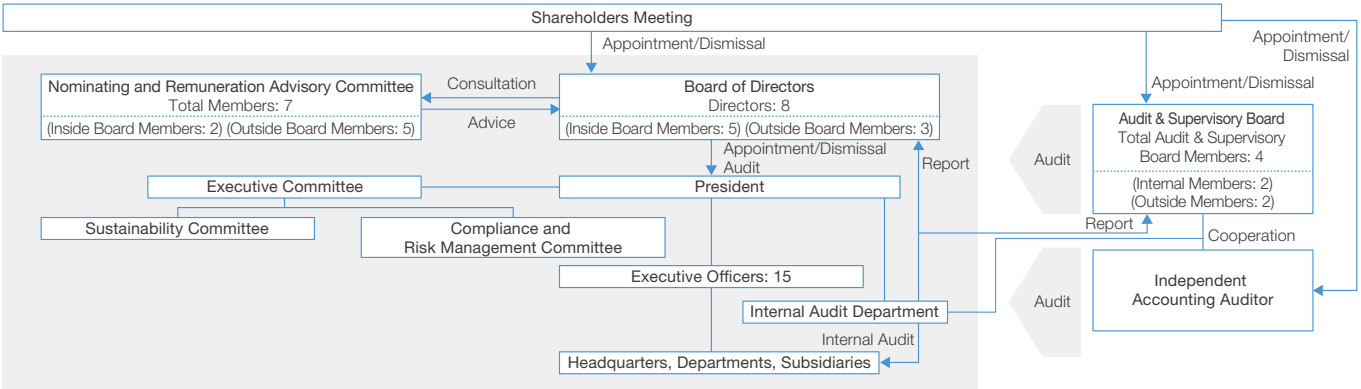 Shareholders Meeting
Appointment/Dismissal
Appointment/
Dismissal
Appointment/Dismissal
Nominating and Remuneration Advisory Committee
Total Members: 7
(Inside Board Members: 2) (Outside Board Members: 5)
Consultation
Advice
Board of Directors
Directors: 8
(Inside Board Members: 5) (Outside Board Members: 3)
Audit & Supervisory Board
Total Audit & Supervisory
Board Members: 4
(Internal Members: 2)
(Outside Members: 2)
Audit
Appointment/Dismissal
Audit
Report
Executive Committee
President
Sustainability Committee
Compliance and
Risk Management Committee
Report
Cooperation
Executive Officers: 15
Independent
Accounting Auditor
Audit
Internal Audit Department
Internal Audit
Headquarters, Departments, Subsidiaries